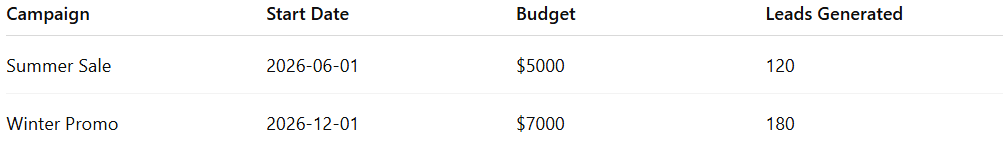 Campaign Start Date Budget Leads Generated
Summer Sale 2026-06-01 $5000 120
Winter Promo 2026-12-01 $7000 180